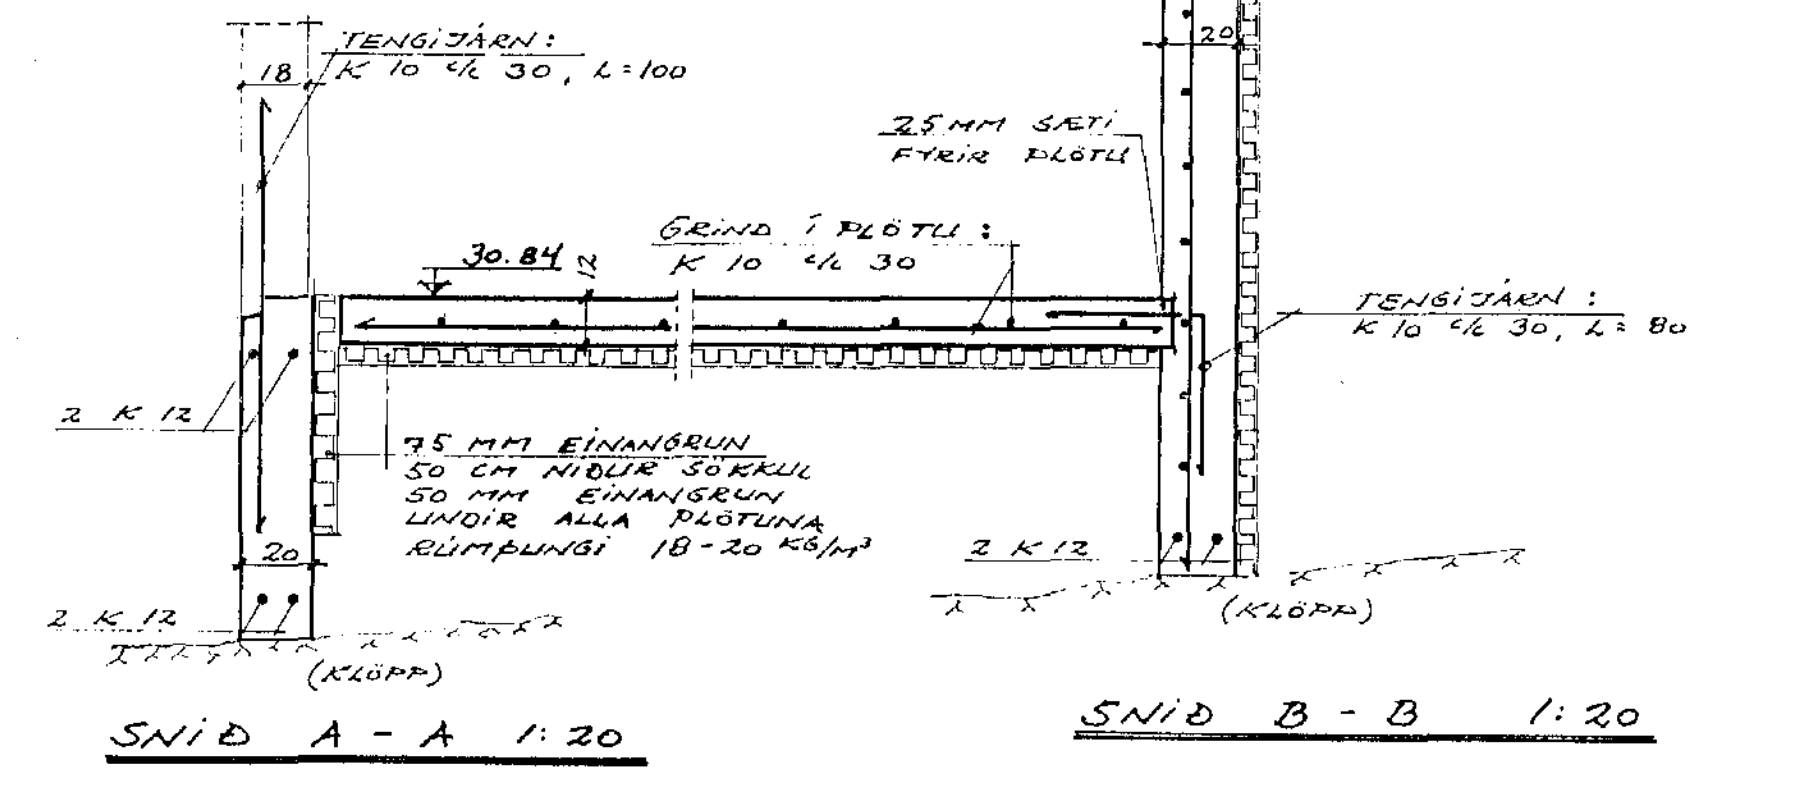 TENGIJÁRN:
K 10 c/c 30, L=100
18
20
25 MM SÆTI
FYRIR PLÖTU
GRIND Í PLÖTU:
K 10 c/c 30
30.84
12
TENGIJÁRN:
K 10 c/c 30, L=80
2 K 12
75 MM EINANGRUN
50 CM NIÐUR SÖKKUL
50 MM EINANGRUN
UNDIR ALLA PLÖTUNA
RÚMÞUNGI 18-20 KG/M³
20
2 K 12
2 K 12
(KLÖPP)
(KLÖPP)
SNIÐ A - A 1:20
SNIÐ B - B 1:20